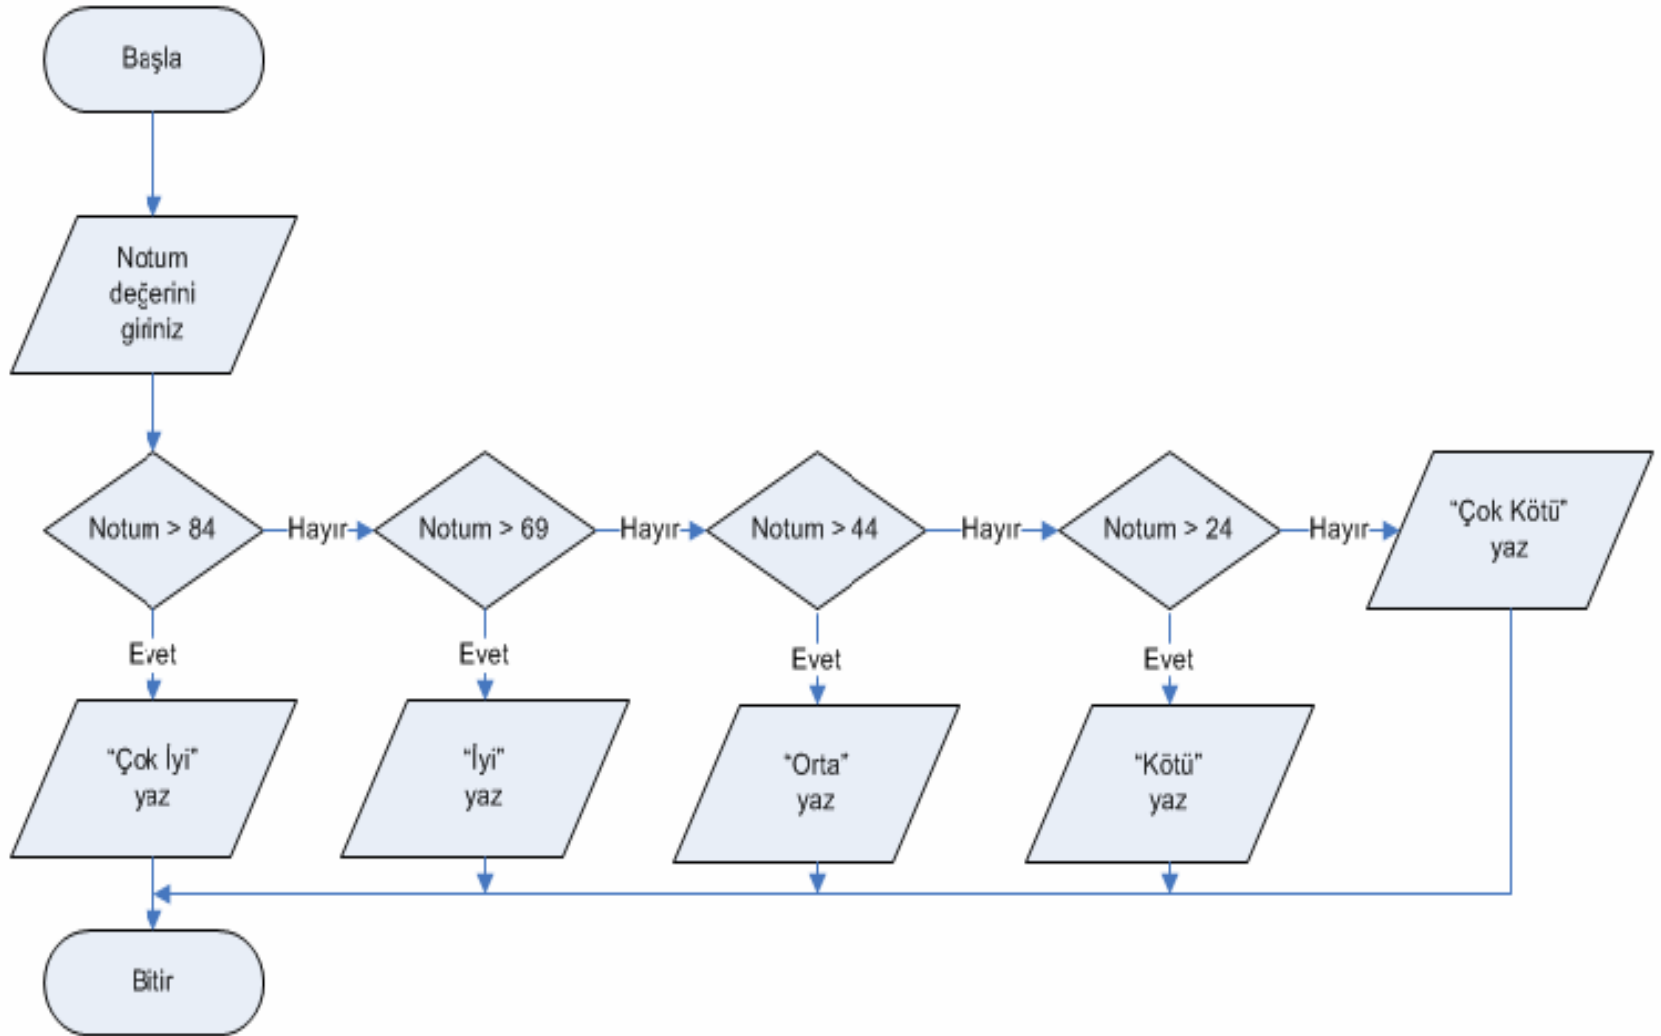 Başla
Notum
değerini
giriniz
Notum > 84
Hayır
Notum > 69
Hayır
Notum > 44
Hayır
Notum > 24
Hayır
“Çok Kötü”
yaz
Evet
Evet
Evet
Evet
“Çok İyi”
yaz
“İyi”
yaz
“Orta”
yaz
“Kötü”
yaz
Bitir